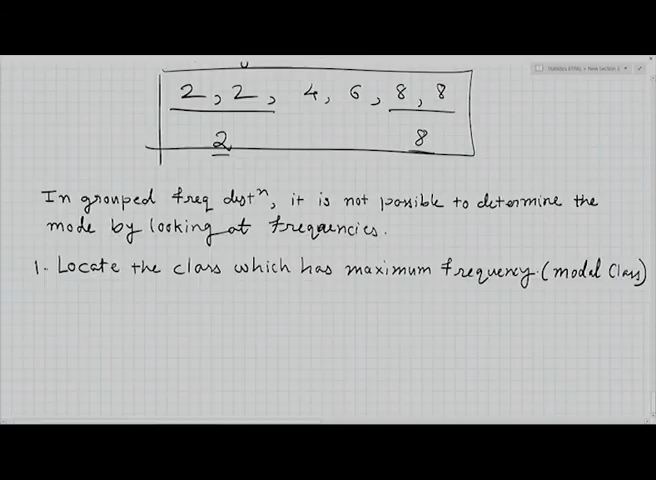 2, 2, 4, 6, 8, 8
2 8
In grouped freq distⁿ, it is not possible to determine the
mode by looking at frequencies.
1. Locate the class which has maximum frequency. (modal Class)